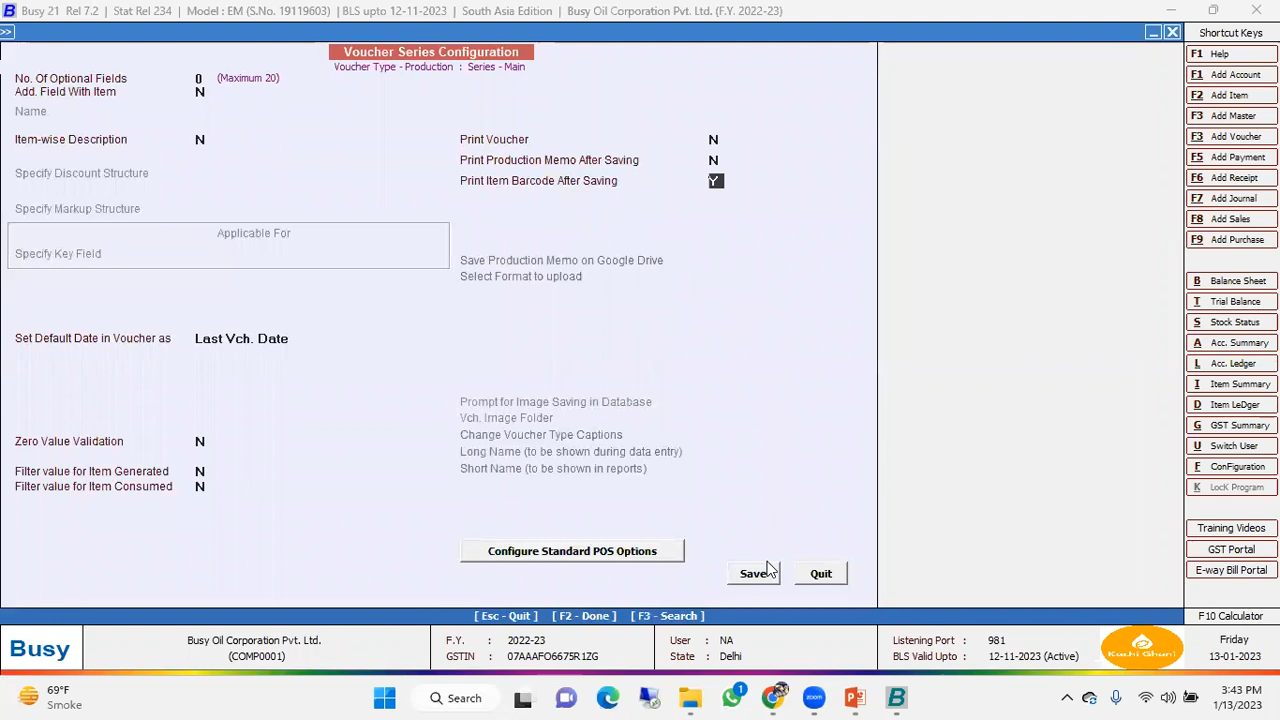 Busy 21 Rel 7.2 | Stat Rel 234 | Model : EM (S.No. 19119603) | BLS upto 12-11-2023 | South Asia Edition | Busy Oil Corporation Pvt. Ltd. (F.Y. 2022-23)
>>
Voucher Series Configuration
Voucher Type - Production : Series - Main
No. Of Optional Fields 0 (Maximum 20)
Add. Field With Item N
Name
Item-wise Description N
Print Voucher N
Print Production Memo After Saving N
Print Item Barcode After Saving Y
Specify Discount Structure
Specify Markup Structure
Applicable For
Specify Key Field
Save Production Memo on Google Drive
Select Format to upload
Set Default Date in Voucher as Last Vch. Date
Prompt for Image Saving in Database
Vch. Image Folder
Change Voucher Type Captions
Long Name (to be shown during data entry)
Short Name (to be shown in reports)
Zero Value Validation N
Filter value for Item Generated N
Filter value for Item Consumed N
Configure Standard POS Options
Save Quit
[ Esc - Quit ] [ F2 - Done ] [ F3 - Search ]
Shortcut Keys
F1 Help
F1 Add Account
F2 Add Item
F3 Add Master
F3 Add Voucher
F5 Add Payment
F6 Add Receipt
F7 Add Journal
F8 Add Sales
F9 Add Purchase
B Balance Sheet
T Trial Balance
S Stock Status
A Acc. Summary
L Acc. Ledger
I Item Summary
D Item LeDger
G GST Summary
U Switch User
F ConFiguration
K LocK Program
Training Videos
GST Portal
E-way Bill Portal
F10 Calculator
Busy
Busy Oil Corporation Pvt. Ltd.
(COMP0001)
F.Y. : 2022-23
GSTIN : 07AAAFO6675R1ZG
User : NA
State : Delhi
Listening Port : 981
BLS Valid Upto : 12-11-2023 (Active)
Kachi Ghani
Friday
13-01-2023
69°F
Smoke
Search
1
zoom
3:43 PM
1/13/2023